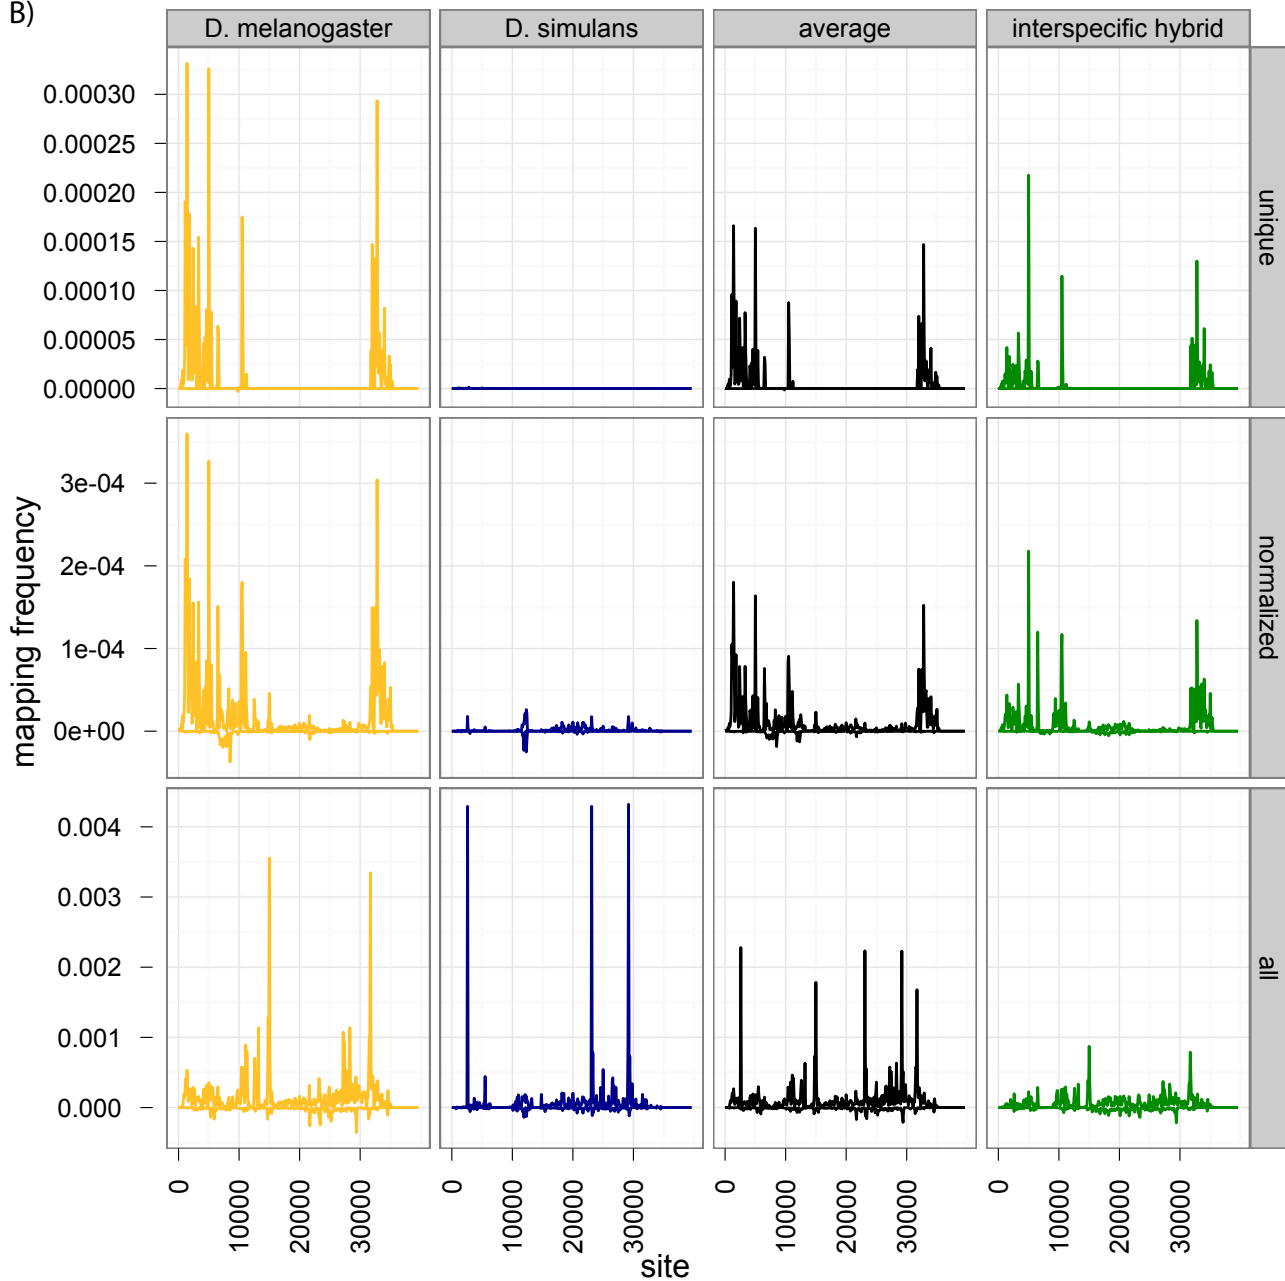 B)
D. melanogaster D. simulans average interspecific hybrid
0.00030
0.00025
0.00020
0.00015
0.00010
0.00005
0.00000
unique
3e-04
2e-04
1e-04
0e+00
normalized
mapping frequency
0.004
0.003
0.002
0.001
0.000
all
0 10000 20000 30000 0 10000 20000 30000 0 10000 20000 30000 0 10000 20000 30000
site